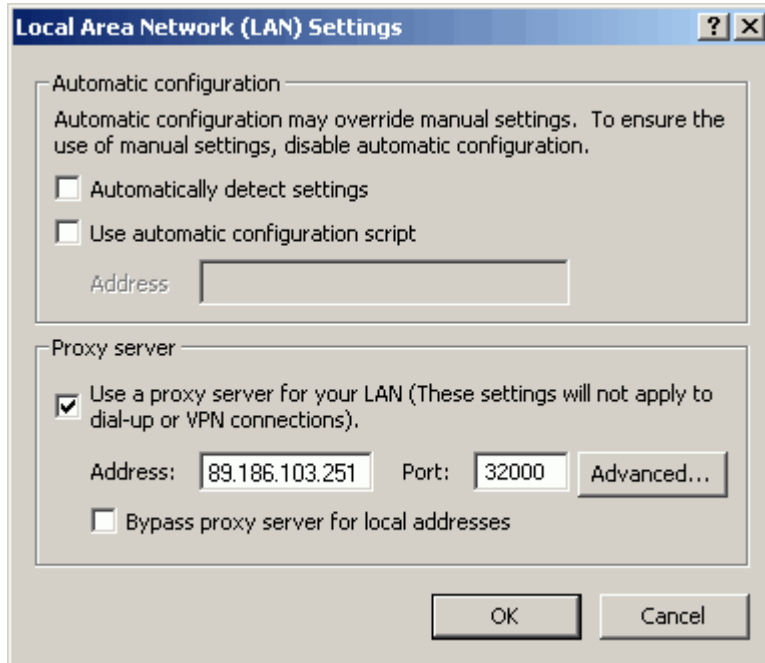 Local Area Network (LAN) Settings
Automatic configuration
Automatic configuration may override manual settings.  To ensure the
use of manual settings, disable automatic configuration.
Automatically detect settings
Use automatic configuration script
Address
Proxy server
Use a proxy server for your LAN (These settings will not apply to
dial-up or VPN connections).
Address: 89.186.103.251 Port: 32000 Advanced...
Bypass proxy server for local addresses
OK Cancel